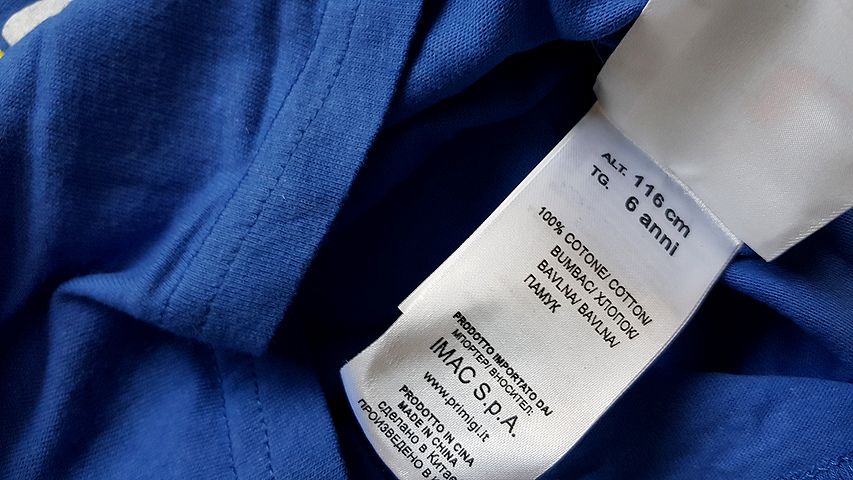 ALT. 116 cm
TG. 6 anni
100% COTONE/ COTTON/
BUMBAC/ ХЛОПОК/
BAVLNA/ BAVLNA/
ПАМУК
PRODOTTO IMPORTATO DA/
ИМПОРТЕР/ ВНОСИТЕЛ:
IMAC S.p.A.
www.primigi.it
PRODOTTO IN CINA
MADE IN CHINA
сделано в Китае
ПРОИЗВЕДЕНО В